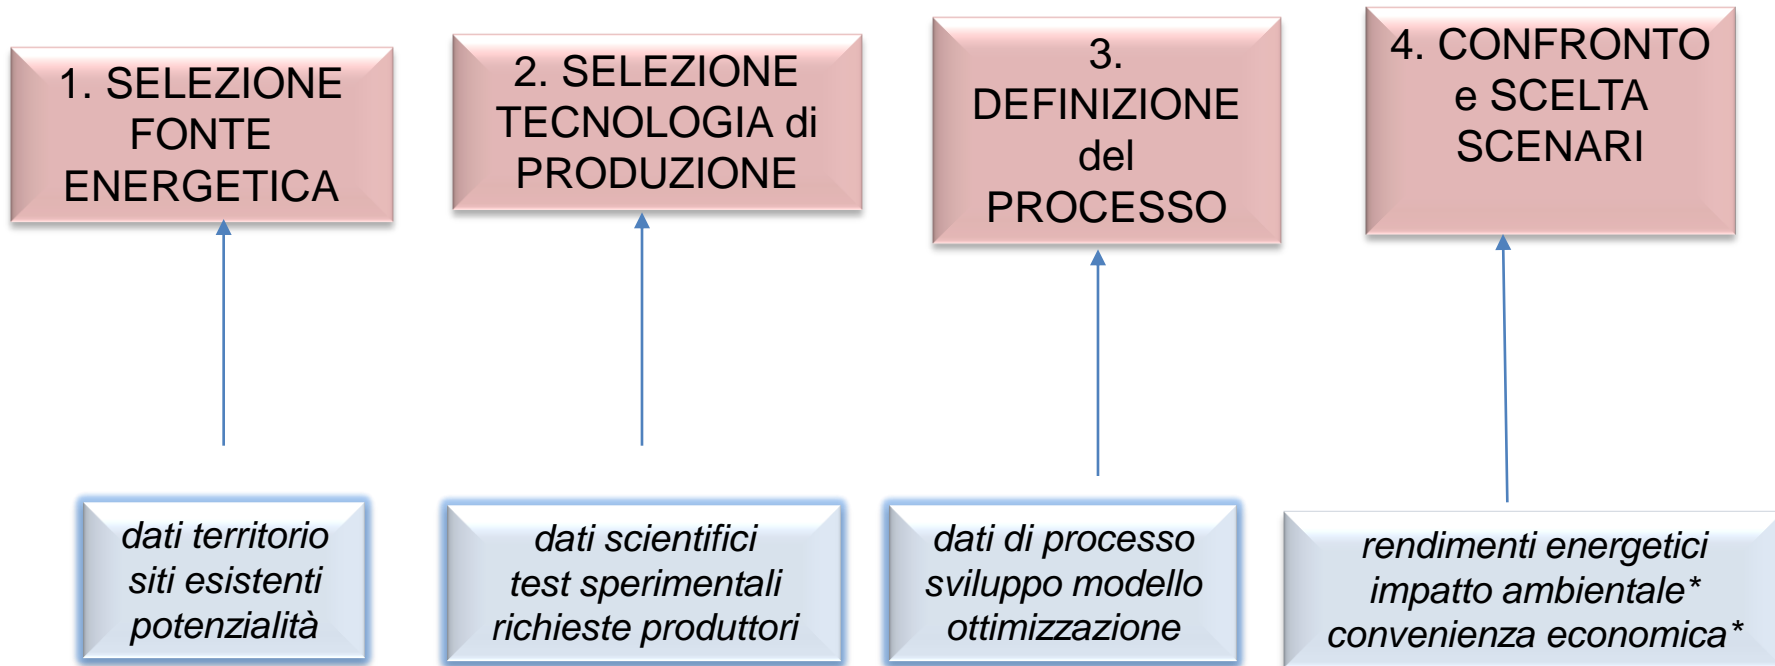 1. SELEZIONE
FONTE
ENERGETICA
2. SELEZIONE
TECNOLOGIA di
PRODUZIONE
3.
DEFINIZIONE
del
PROCESSO
4. CONFRONTO
e SCELTA
SCENARI
dati territorio
siti esistenti
potenzialità
dati scientifici
test sperimentali
richieste produttori
dati di processo
sviluppo modello
ottimizzazione
rendimenti energetici
impatto ambientale*
convenienza economica*